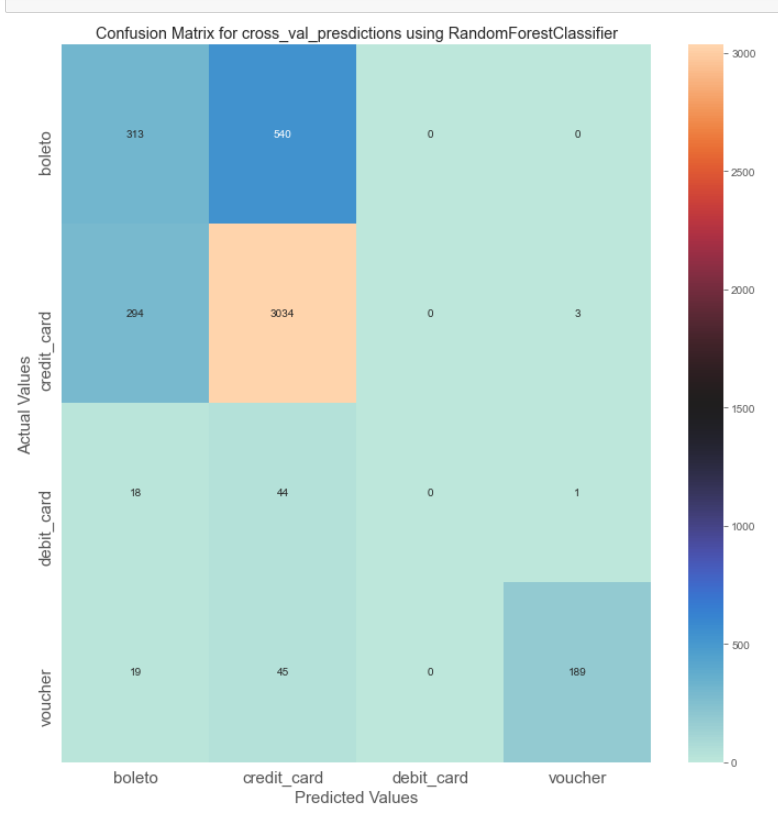 Confusion Matrix for cross_val_presdictions using RandomForestClassifier
boleto
313 540 0 0
credit_card
294 3034 0 3
debit_card
18 44 0 1
voucher
19 45 0 189
Actual Values
boleto credit_card debit_card voucher
Predicted Values
3000
2500
2000
1500
1000
500
0